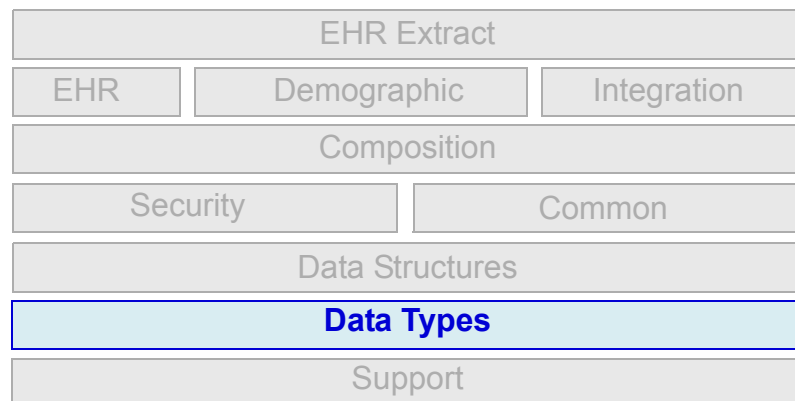 EHR Extract
EHR Demographic Integration
Composition
Security Common
Data Structures
Data Types
Support